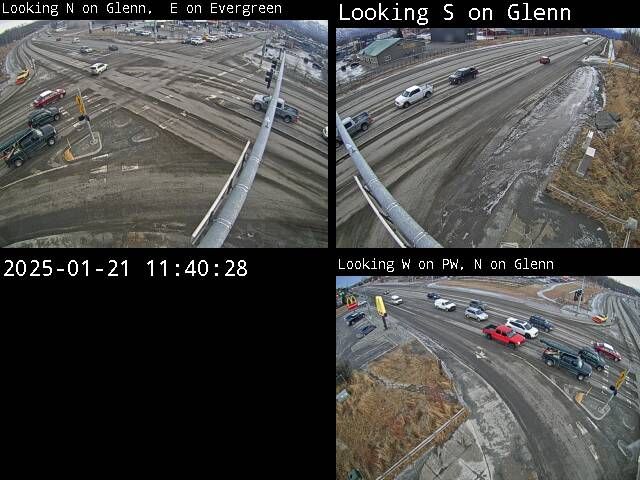 Looking N on Glenn,  E on Evergreen
Looking S on Glenn
2025-01-21 11:40:28
Looking W on PW, N on Glenn